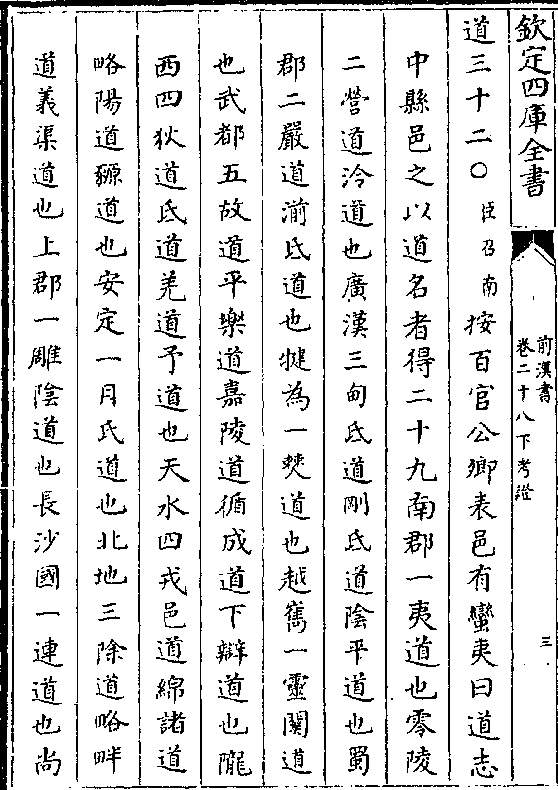 欽定四庫全書
前漢書
卷二十八下考證
三
道三十二○臣召南按百官公卿表邑有蠻夷曰道志
中縣邑之以道名者得二十九南郡一夷道也零陵
二營道泠道也廣漢三甸氐道剛氐道陰平道也蜀
郡二嚴道湔氐道也犍為一僰道也越嶲一靈關道
也武都五故道平樂道嘉陵道循成道下辯道也隴
西四狄道氐道羌道予道也天水四戎邑道綿諸道
略陽道豲道也安定一月氏道也北地三除道略畔
道義渠道也上郡一雕陰道也長沙國一連道也尚